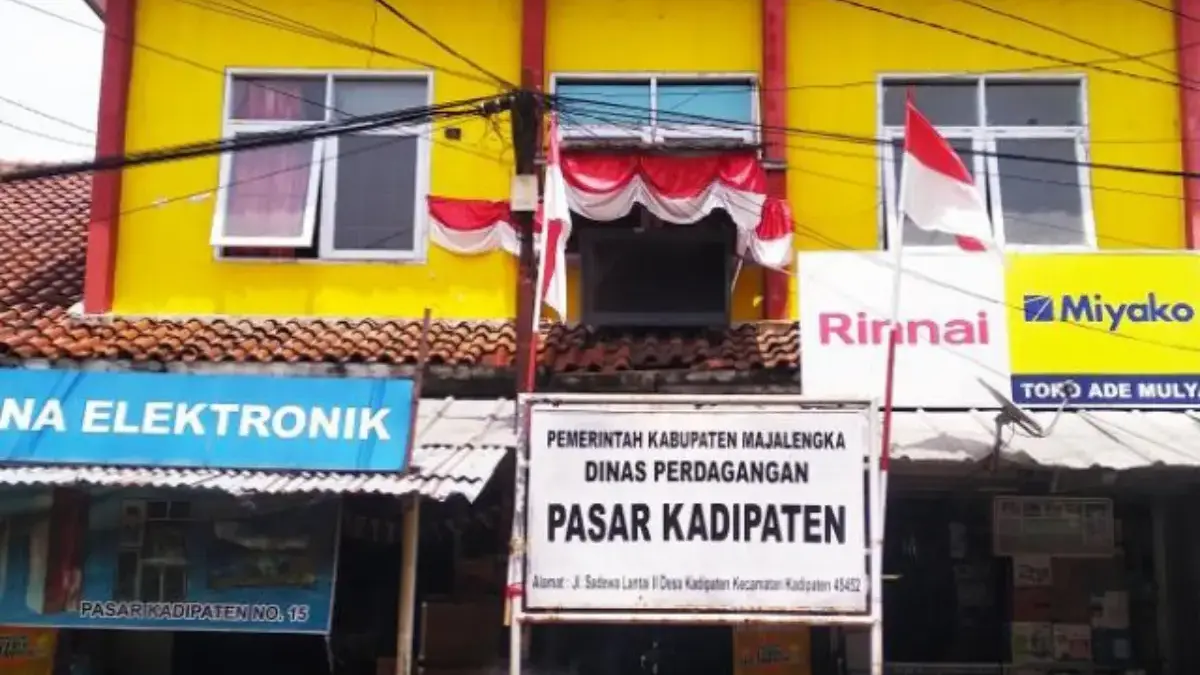 Rinnai
Miyako
TOKO ADE MULYA
NA ELEKTRONIK
PEMERINTAH KABUPATEN MAJALENGKA
DINAS PERDAGANGAN
PASAR KADIPATEN
Alamat : Jl. Sadewa Lantai II Desa Kadipaten Kecamatan Kadipaten 45452
PASAR KADIPATEN NO. 15